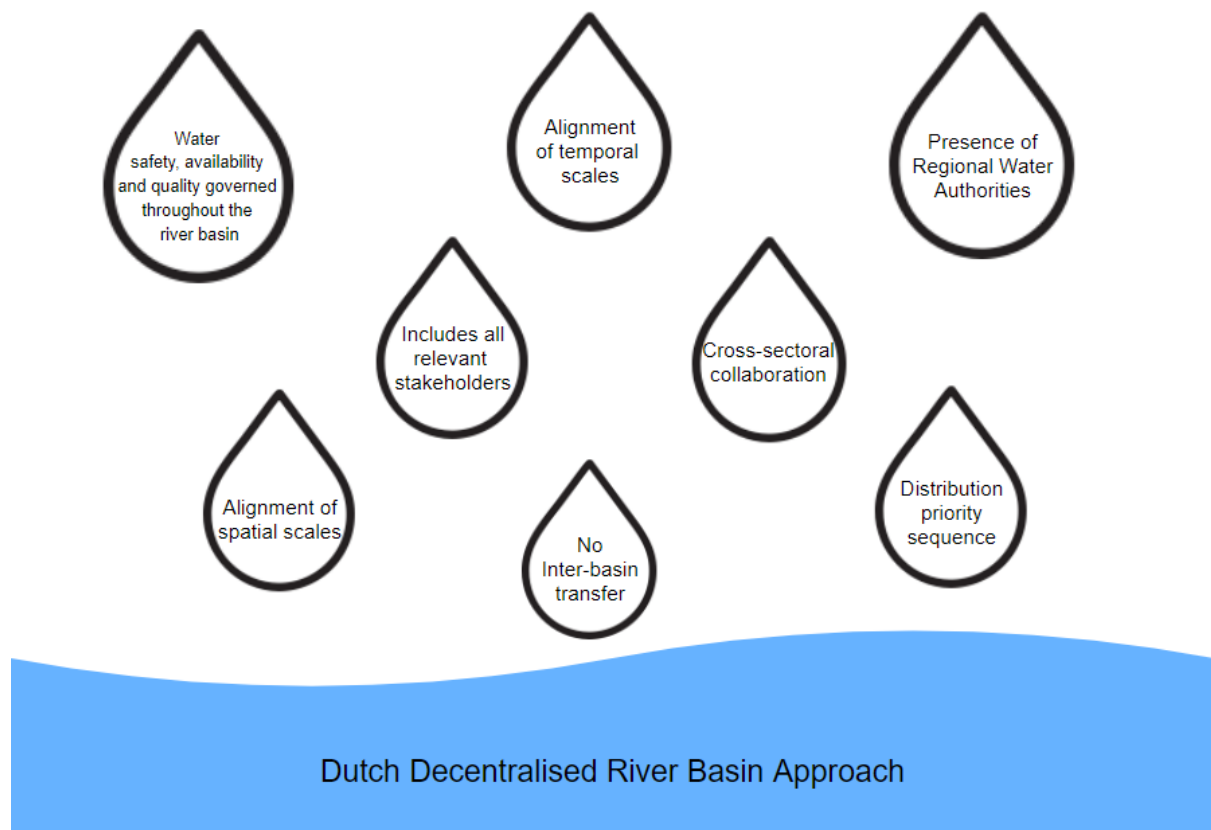 Water
safety, availability
and quality governed
throughout the
river basin
Alignment
of temporal
scales
Presence of
Regional Water
Authorities
Includes all
relevant
stakeholders
Cross-sectoral
collaboration
Alignment of
spatial scales
No
Inter-basin
transfer
Distribution
priority
sequence
Dutch Decentralised River Basin Approach